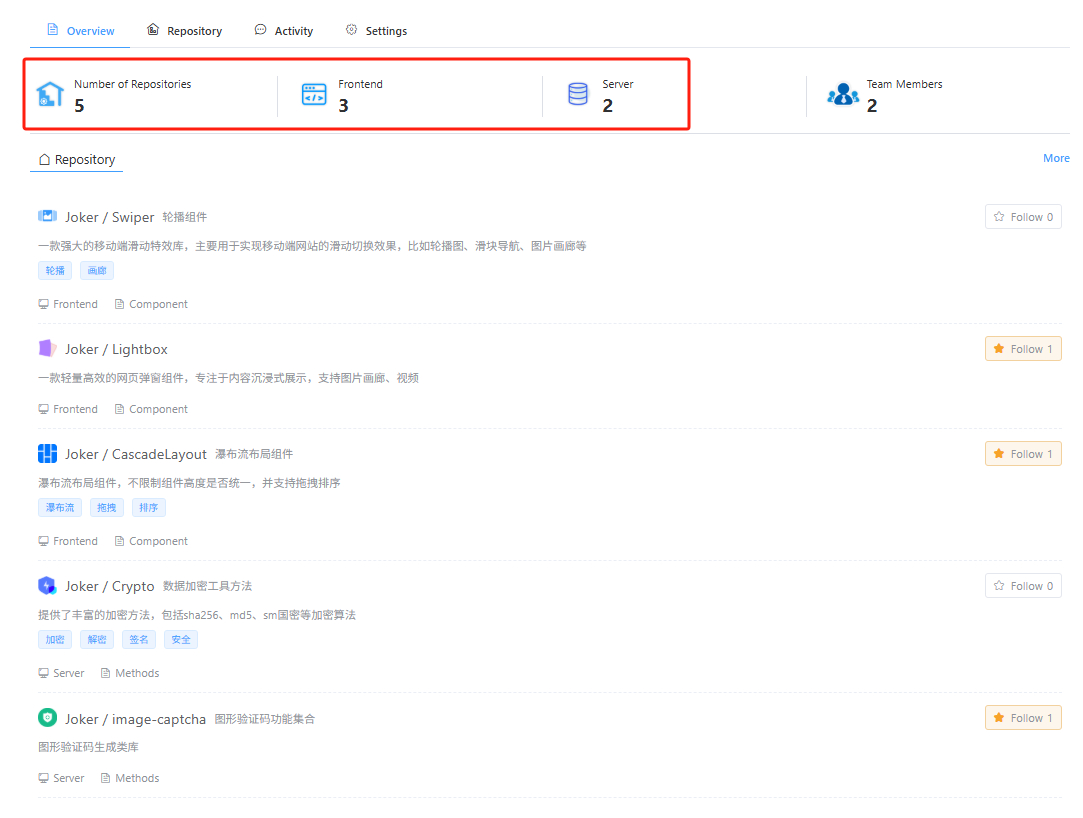 Overview Repository Activity Settings
Number of Repositories Frontend Server Team Members
5 3 2 2
Repository More
Joker / Swiper 轮播组件 Follow 0
一款强大的移动端滑动特效库，主要用于实现移动端网站的滑动切换效果，比如轮播图、滑块导航、图片画廊等
轮播 画廊
Frontend Component
Joker / Lightbox Follow 1
一款轻量高效的网页弹窗组件，专注于内容沉浸式展示，支持图片画廊、视频
Frontend Component
Joker / CascadeLayout 瀑布流布局组件 Follow 1
瀑布流布局组件，不限制组件高度是否统一，并支持拖拽排序
瀑布流 拖拽 排序
Frontend Component
Joker / Crypto 数据加密工具方法 Follow 0
提供了丰富的加密方法，包括sha256、md5、sm国密等加密算法
加密 解密 签名 安全
Server Methods
Joker / image-captcha 图形验证码功能集合 Follow 1
图形验证码生成类库
Server Methods